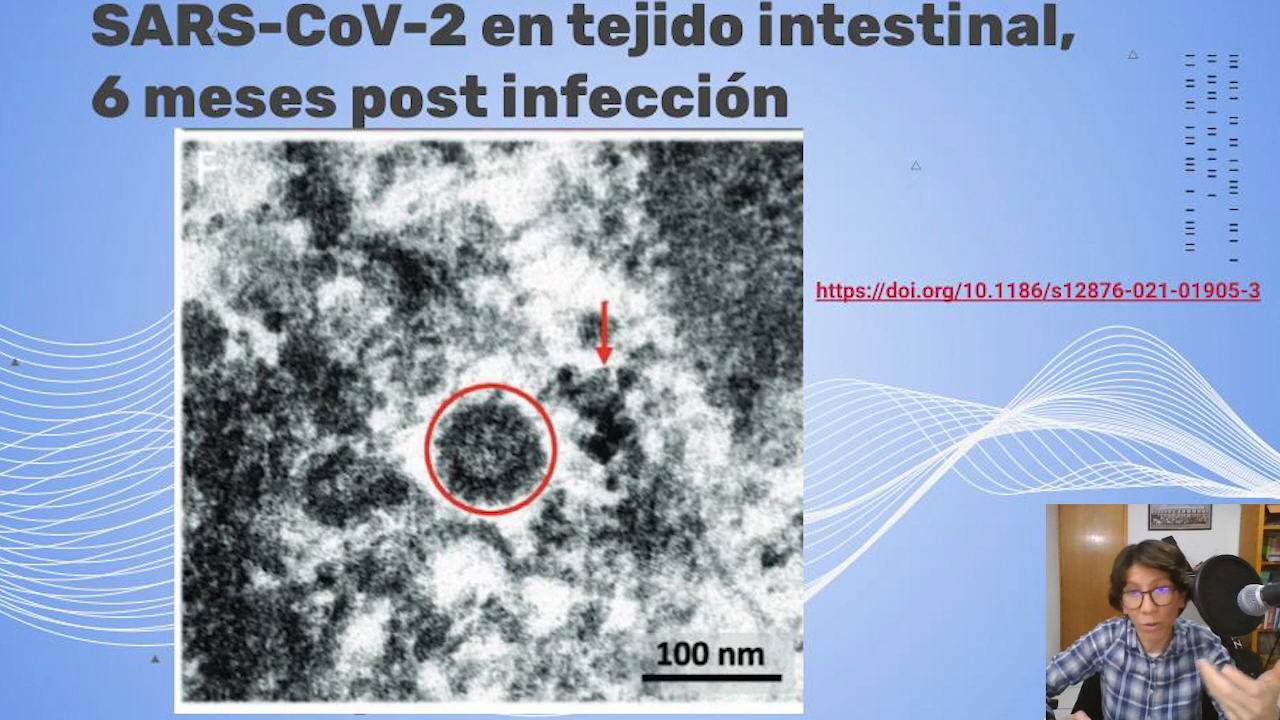 SARS-CoV-2 en tejido intestinal,
6 meses post infección
F
https://doi.org/10.1186/s12876-021-01905-3
100 nm